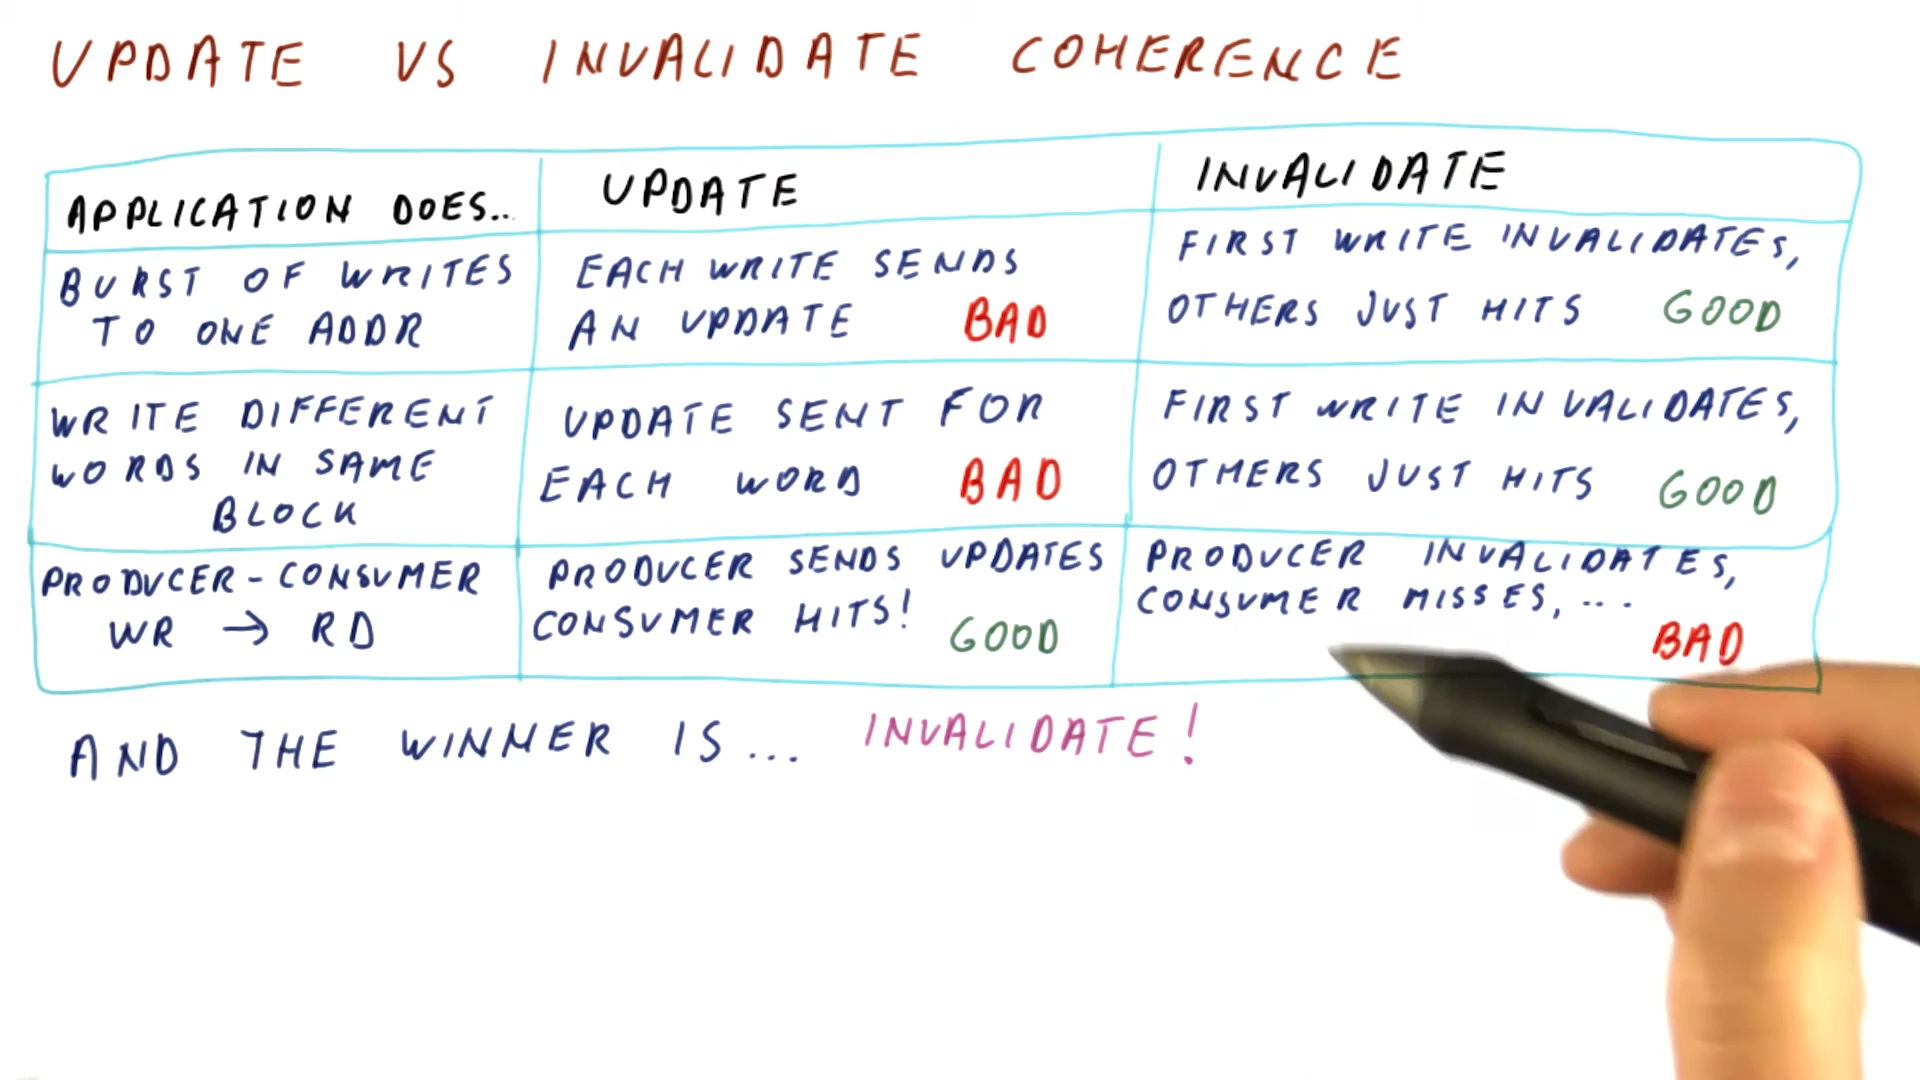 UPDATE VS INVALIDATE COHERENCE
APPLICATION DOES..
UPDATE
INVALIDATE
BURST OF WRITES
TO ONE ADDR
EACH WRITE SENDS
AN UPDATE BAD
FIRST WRITE INVALIDATES,
OTHERS JUST HITS GOOD
WRITE DIFFERENT
WORDS IN SAME
BLOCK
UPDATE SENT FOR
EACH WORD BAD
FIRST WRITE INVALIDATES,
OTHERS JUST HITS GOOD
PRODUCER-CONSUMER
WR → RD
PRODUCER SENDS UPDATES
CONSUMER HITS!
GOOD
PRODUCER INVALIDATES,
CONSUMER MISSES, ...
BAD
AND THE WINNER IS... INVALIDATE!